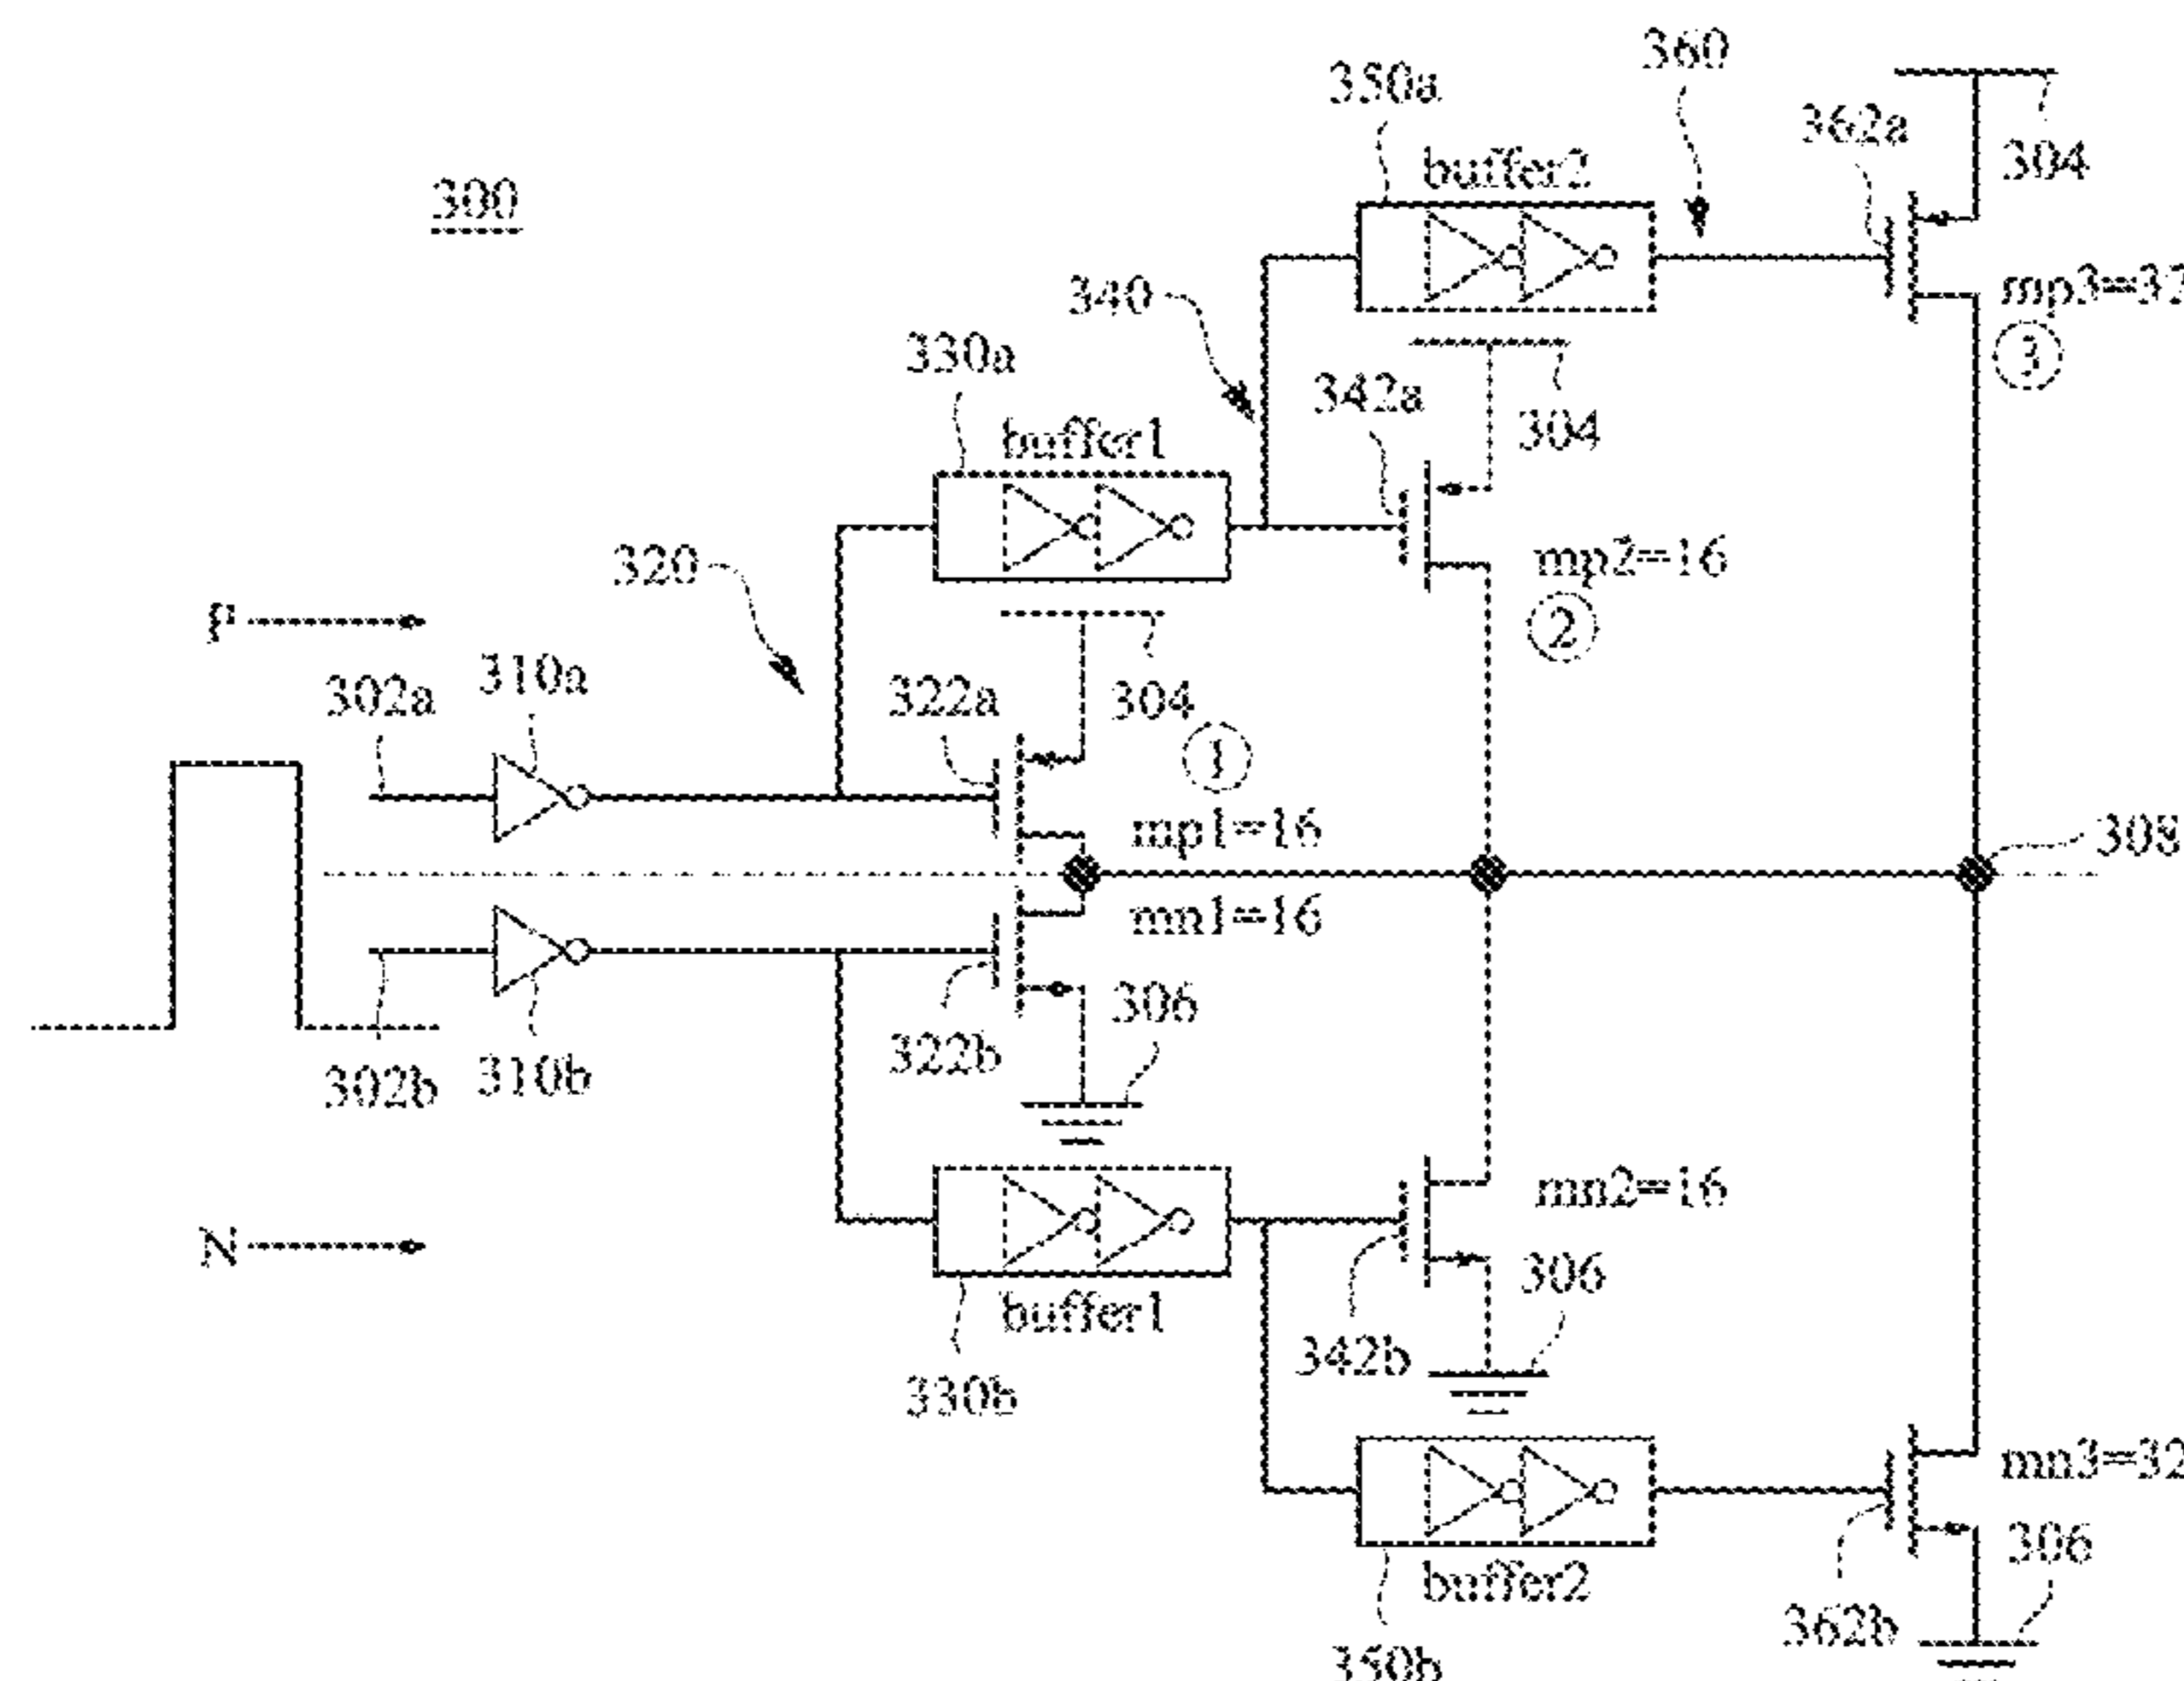 360
350a
362a
buffer2
304
300
340
mp3=32
330a
3
342a
buffer1
304
320
mp2=16
2
P
310a
302a
322a
304
1
mp1=16
308
mn1=16
306
322b
302b
310b
mn2=16
N
306
buffer1
342b
330b
mn3=32
306
buffer2
362b
350b